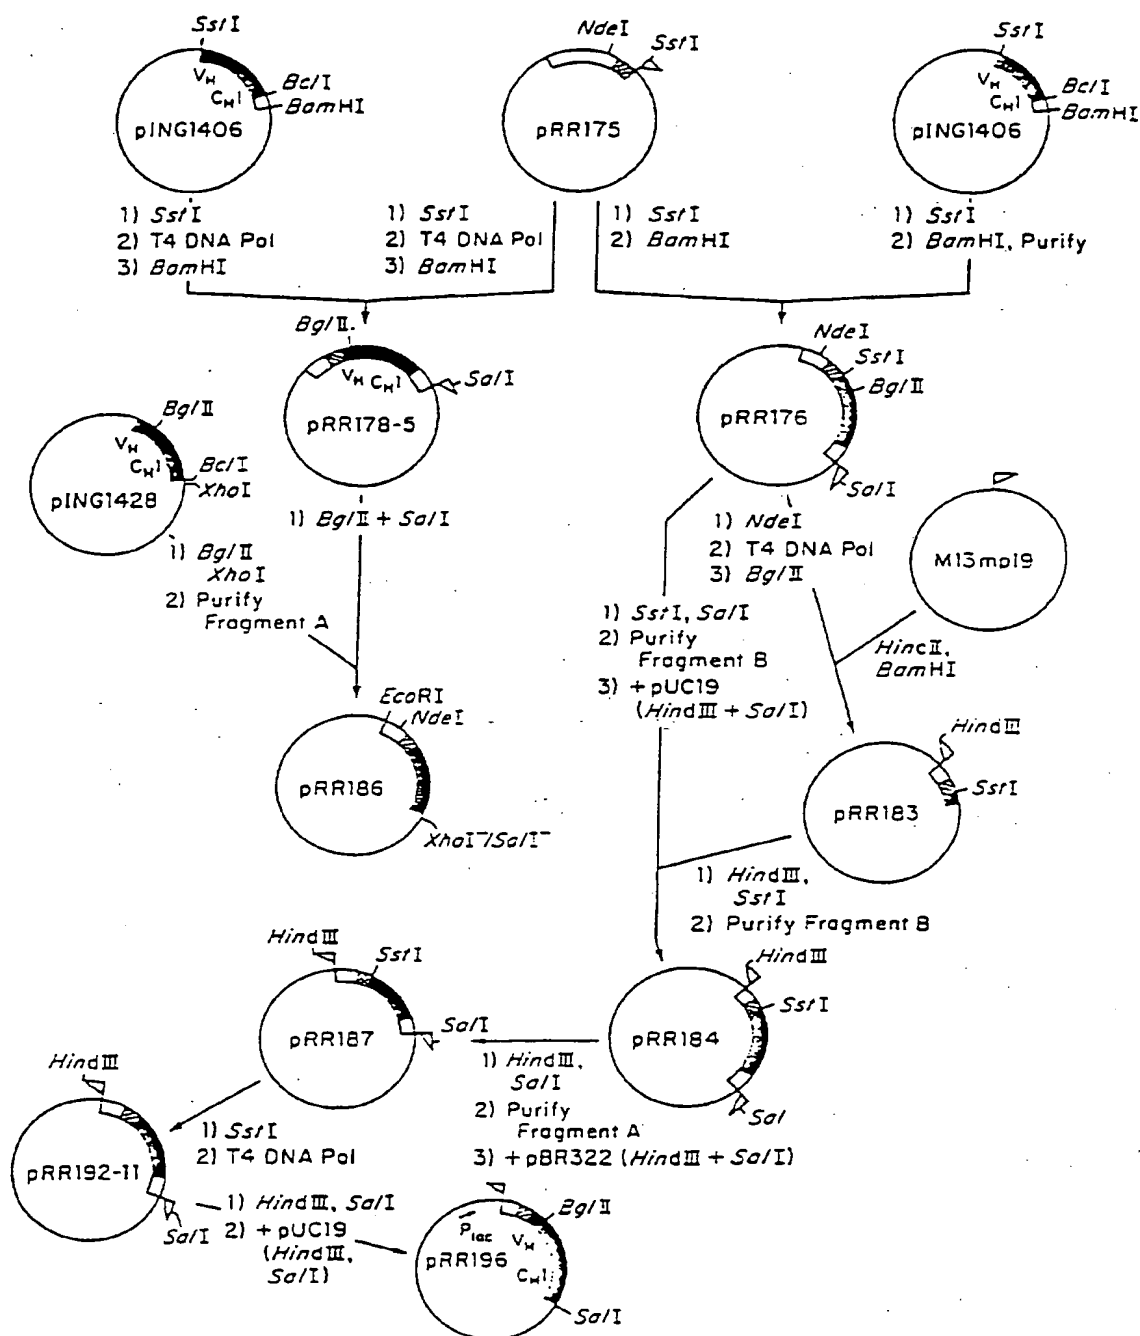 SstI
VH
CH1
BclI
BamHI
pING1406
NdeI
SstI
pRR175
SstI
VH
CH1
BclI
BamHI
pING1406
1) SstI
2) T4 DNA Pol
3) BamHI
1) SstI
2) T4 DNA Pol
3) BamHI
1) SstI
2) BamHI
1) SstI
2) BamHI, Purify
BglII
VH CH1
SalI
pRR178-5
NdeI
SstI
BglII
pRR176
SalI
BglII
VH
CH1
BclI
XhoI
pING1428
1) BglII
XhoI
2) Purify
Fragment A
1) BglII + SalI
1) NdeI
2) T4 DNA Pol
3) BglII
M13mp19
HincII,
BamHI
1) SstI, SalI
2) Purify
Fragment B
3) +pUC19
(HindIII + SalI)
EcoRI
NdeI
pRR186
XhoI⁻/SalI⁻
HindIII
SstI
pRR183
1) HindIII,
SstI
2) Purify Fragment B
HindIII
SstI
pRR187
SalI
HindIII
SstI
pRR184
Sal
1) HindIII,
SalI
2) Purify
Fragment A
3) +pBR322 (HindIII + SalI)
HindIII
pRR192-11
SalI
1) SstI
2) T4 DNA Pol
1) HindIII, SalI
2) +pUC19
(HindIII,
SalI)
Plac
BglII
VH
pRR196
CH1
SalI